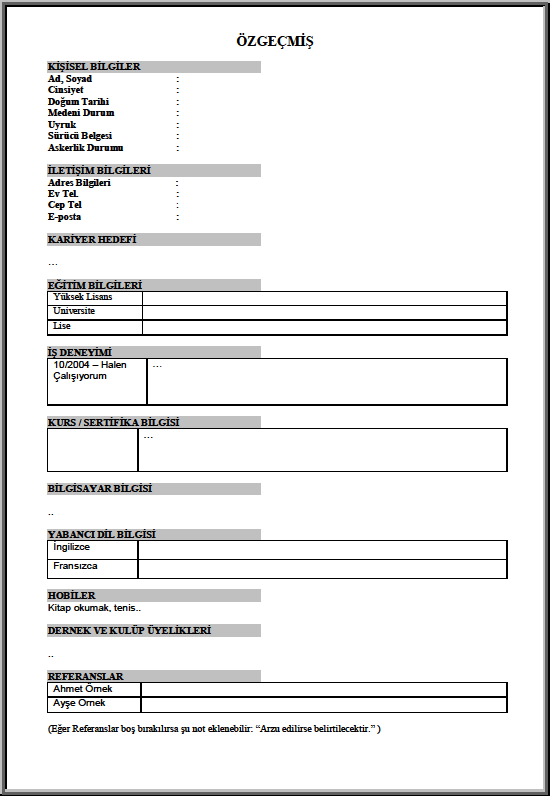 ÖZGEÇMİŞ
KİŞİSEL BİLGİLER
Ad, Soyad :
Cinsiyet :
Doğum Tarihi :
Medeni Durum :
Uyruk :
Sürücü Belgesi :
Askerlik Durumu :
İLETİŞİM BİLGİLERİ
Adres Bilgileri :
Ev Tel. :
Cep Tel :
E-posta :
KARİYER HEDEFİ
…
EĞİTİM BİLGİLERİ
Yüksek Lisans
Üniversite
Lise
İŞ DENEYİMİ
10/2004 – Halen …
Çalışıyorum
KURS / SERTİFİKA BİLGİSİ
…
BİLGİSAYAR BİLGİSİ
..
YABANCI DİL BİLGİSİ
İngilizce
Fransızca
HOBİLER
Kitap okumak, tenis..
DERNEK VE KULÜP ÜYELİKLERİ
..
REFERANSLAR
Ahmet Örnek
Ayşe Örnek
(Eğer Referanslar boş bırakılırsa şu not eklenebilir: “Arzu edilirse belirtilecektir.” )